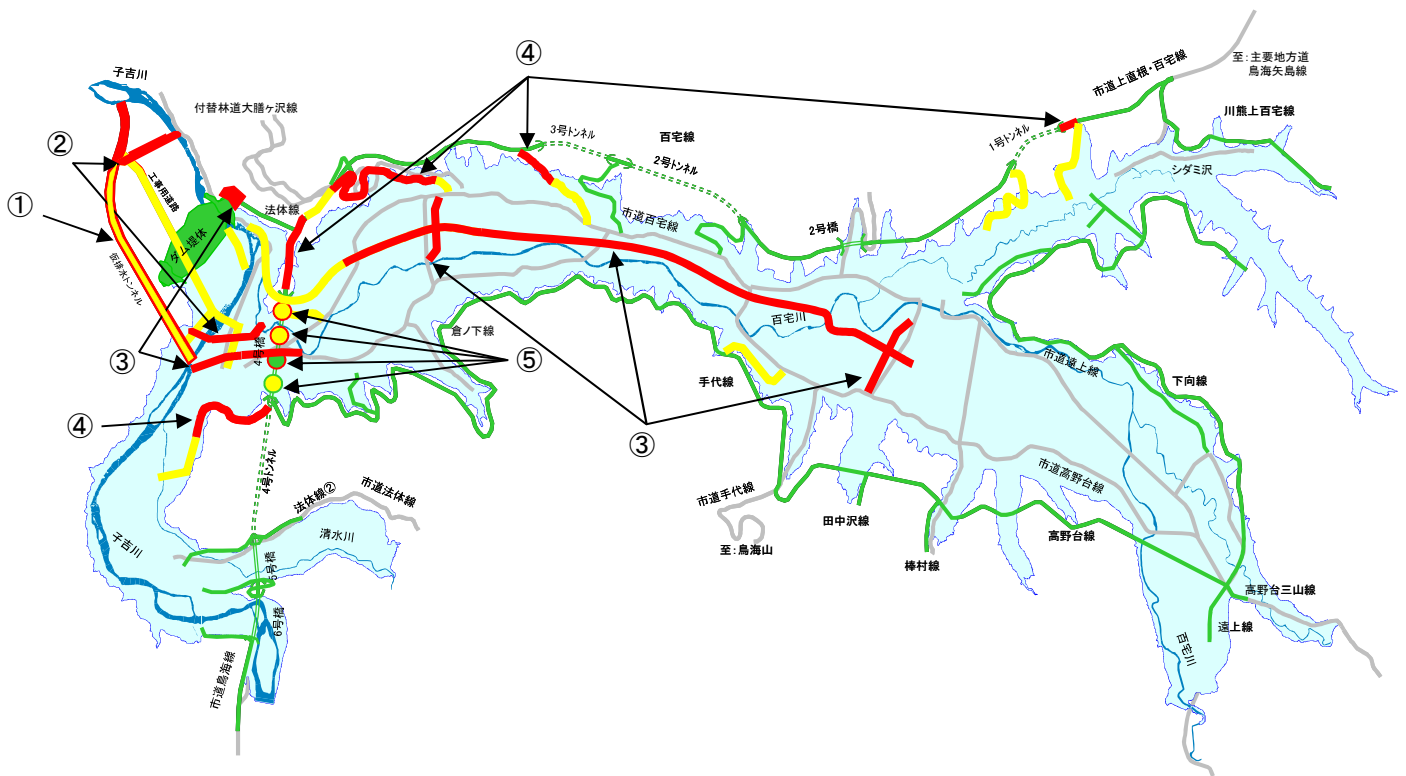 ④
子吉川
付替林道大膳ヶ沢線
3号トンネル
百宅線
2号トンネル
1号トンネル
市道上直根・百宅線
至:主要地方道
鳥海矢島線
川熊上百宅線
シダミ沢
②
①
工事用道路
法体線
ダム堤体
仮排水トンネル
市道百宅線
2号橋
③
4号橋
⑤
倉ノ下線
百宅川
手代線
③
市道遠上線
下向線
④
4号トンネル
法体線②
市道法体線
清水川
子吉川
5号橋
6号橋
市道鳥海線
市道手代線
至:鳥海山
田中沢線
棒村線
市道高野台線
高野台線
高野台三山線
遠上線
百宅川